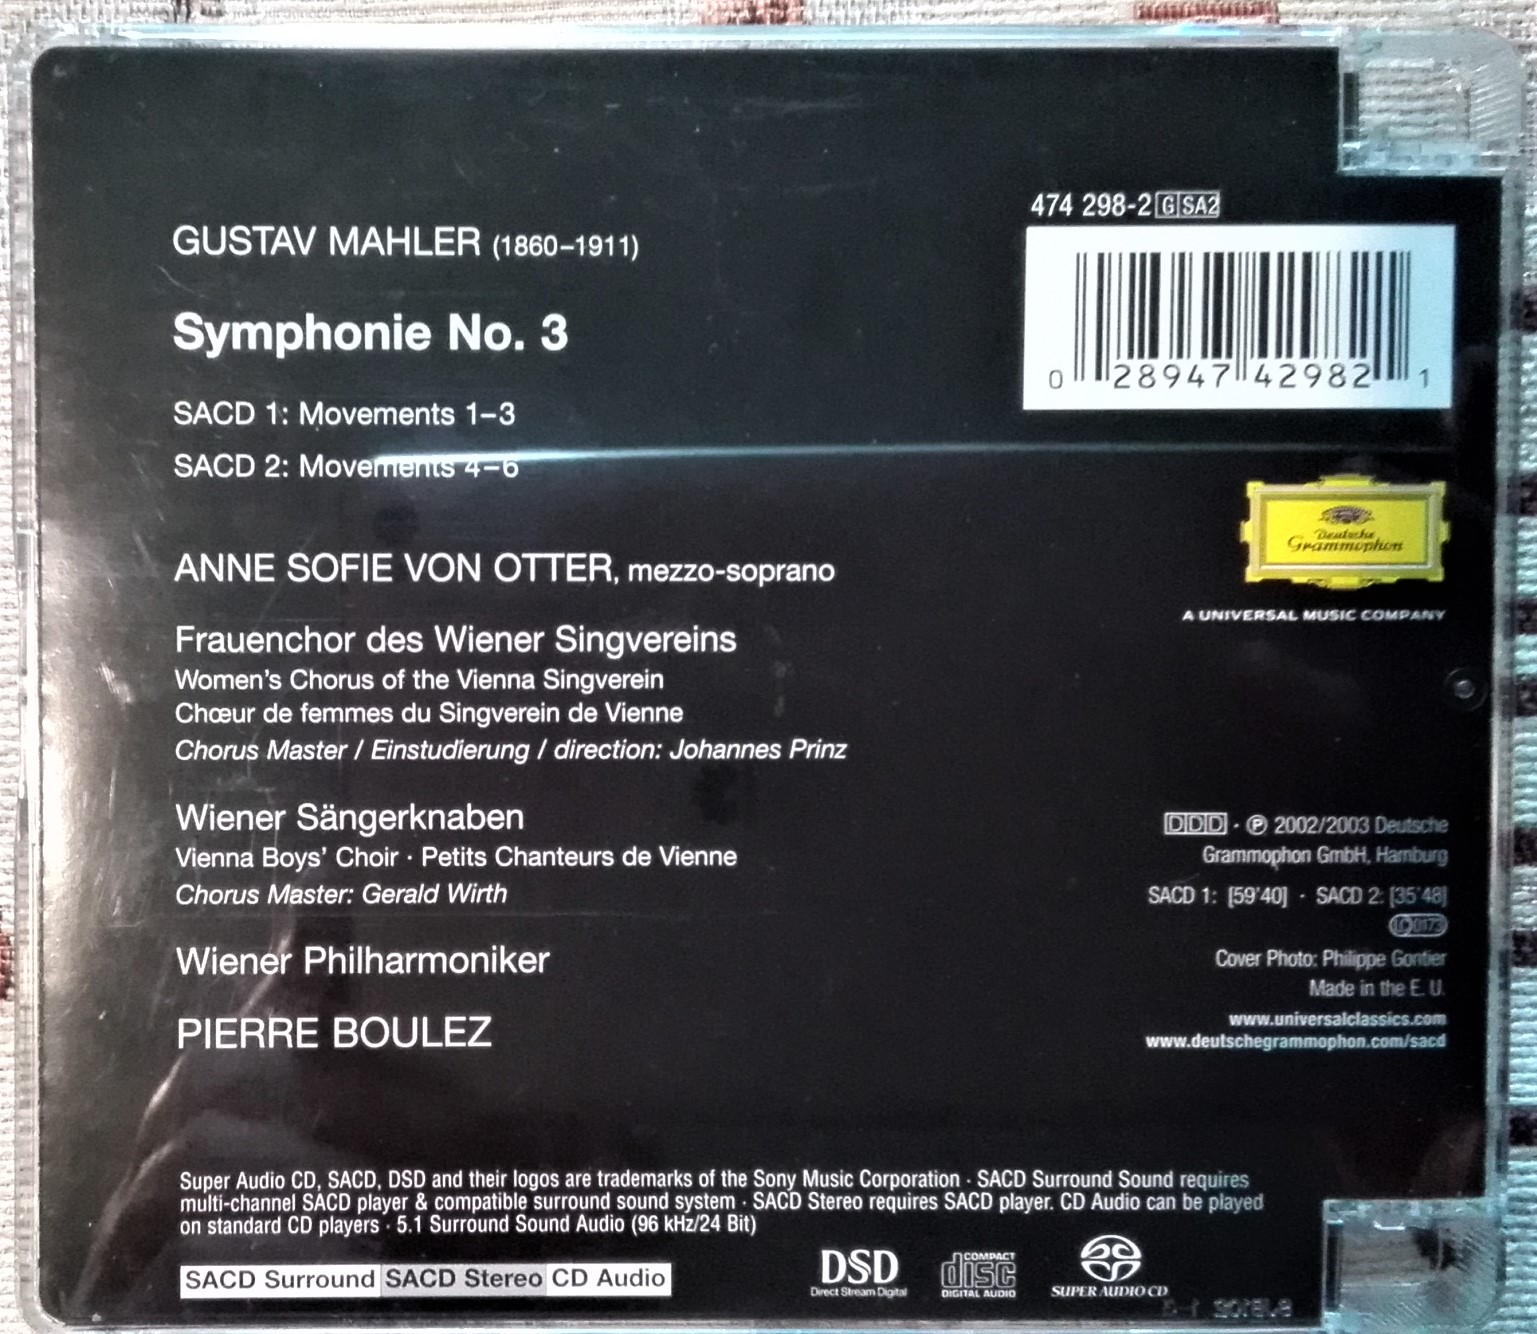 474 298-2 G SA2
GUSTAV MAHLER (1860–1911)
Symphonie No. 3
0 28947 42982 1
SACD 1: Movements 1–3
SACD 2: Movements 4–6
Deutsche
Grammophon
A UNIVERSAL MUSIC COMPANY
ANNE SOFIE VON OTTER, mezzo-soprano
Frauenchor des Wiener Singvereins
Women's Chorus of the Vienna Singverein
Chœur de femmes du Singverein de Vienne
Chorus Master / Einstudierung / direction: Johannes Prinz
Wiener Sängerknaben
Vienna Boys' Choir · Petits Chanteurs de Vienne
Chorus Master: Gerald Wirth
Wiener Philharmoniker
PIERRE BOULEZ
DDD · ℗ 2002/2003 Deutsche
Grammophon GmbH, Hamburg
SACD 1: [59'40] · SACD 2: [35'48]
LC 0173
Cover Photo: Philippe Gontier
Made in the E. U.
www.universalclassics.com
www.deutschegrammophon.com/sacd
Super Audio CD, SACD, DSD and their logos are trademarks of the Sony Music Corporation · SACD Surround Sound requires
multi-channel SACD player & compatible surround sound system · SACD Stereo requires SACD player. CD Audio can be played
on standard CD players · 5.1 Surround Sound Audio (96 kHz/24 Bit)
SACD Surround SACD Stereo CD Audio
DSD
Direct Stream Digital
COMPACT
disc
DIGITAL AUDIO
SUPER AUDIO CD